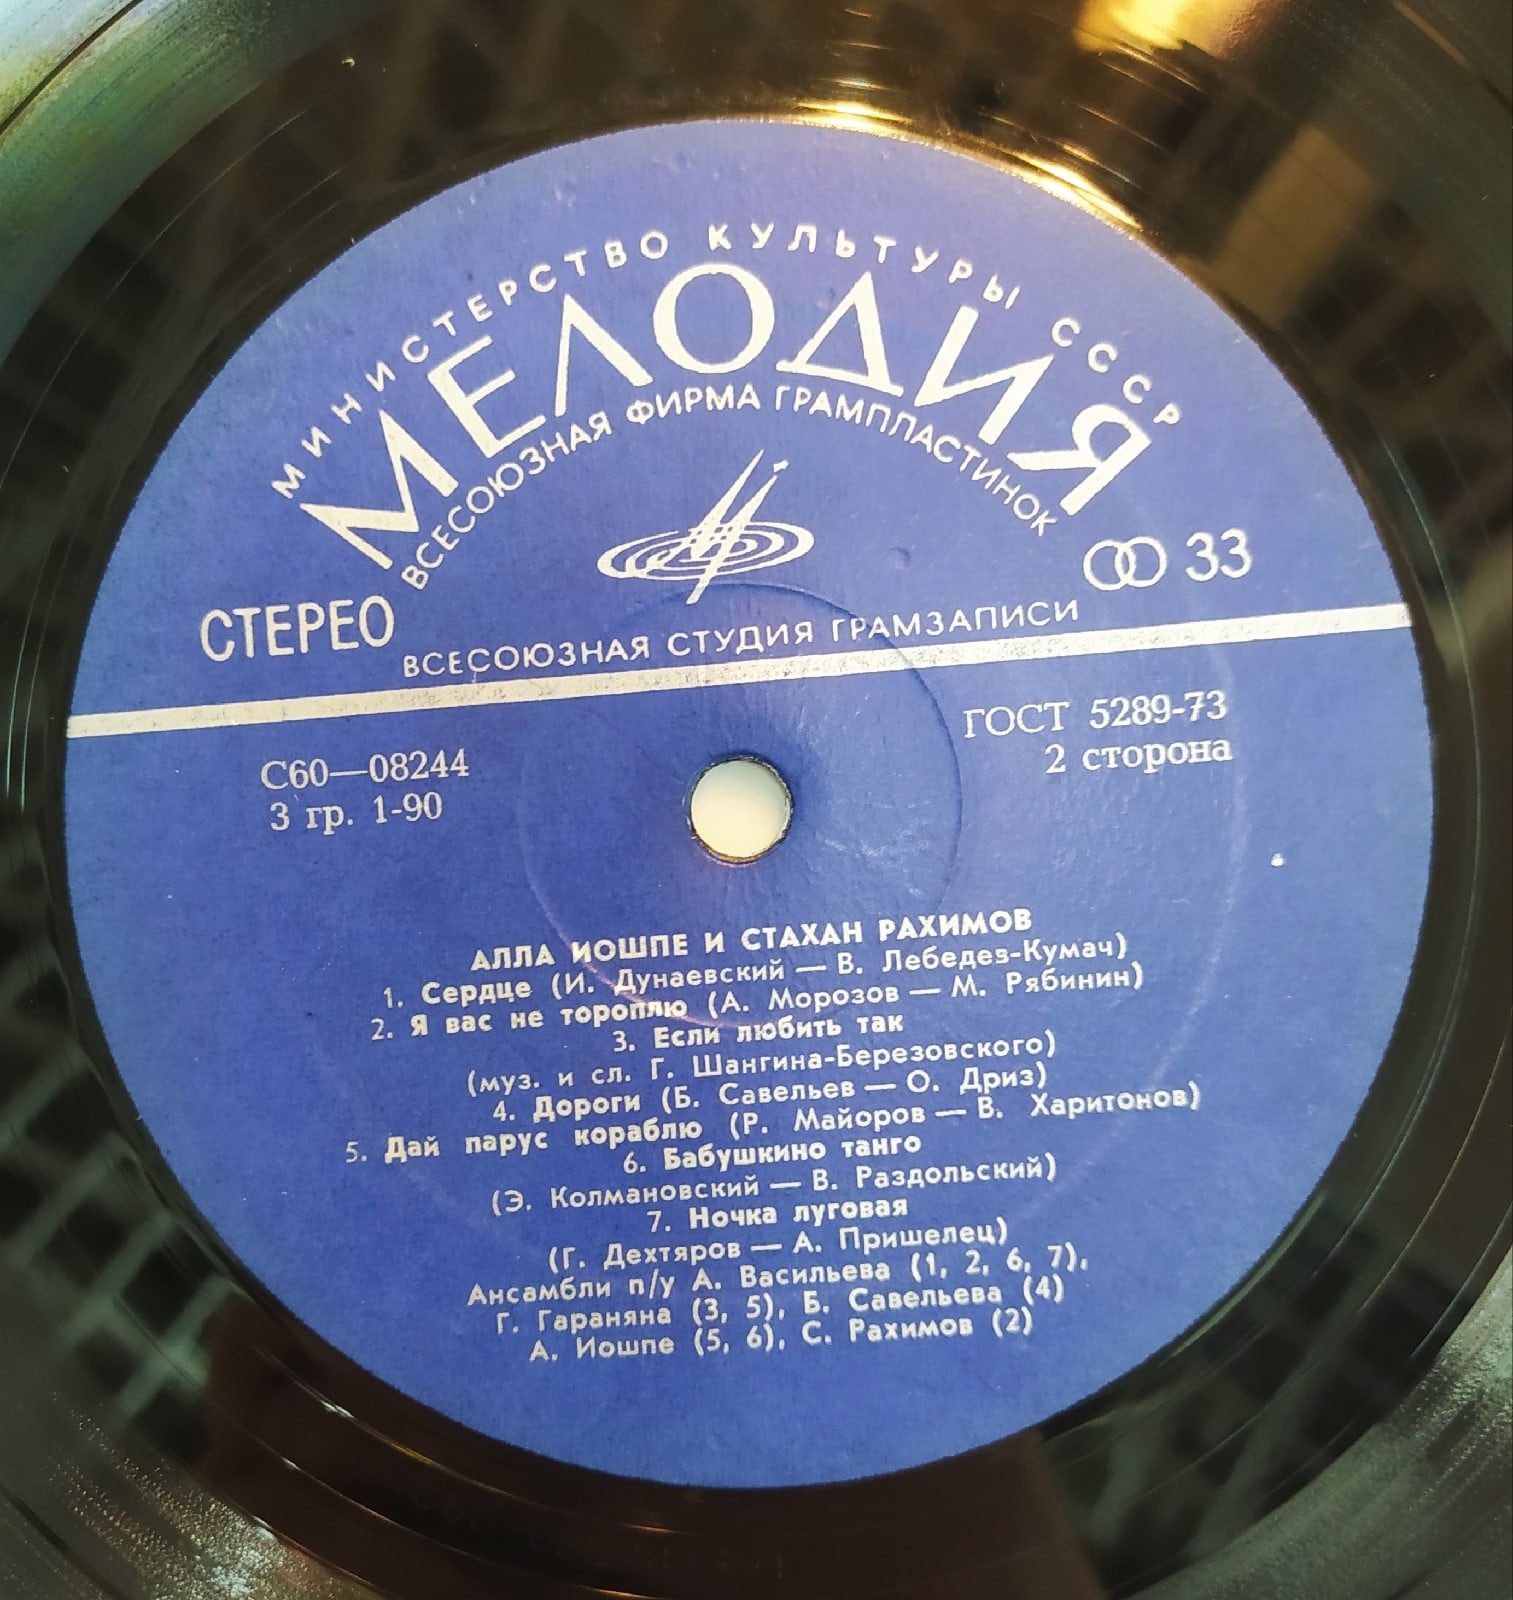 МИНИСТЕРСТВО КУЛЬТУРЫ СССР
МЕЛОДИЯ
ВСЕСОЮЗНАЯ ФИРМА ГРАМПЛАСТИНОК
33
СТЕРЕО
ВСЕСОЮЗНАЯ СТУДИЯ ГРАМЗАПИСИ
ГОСТ 5289-73
2 сторона
С60—08244
3 гр. 1-90
АЛЛА ИОШПЕ И СТАХАН РАХИМОВ
1. Сердце (И. Дунаевский — В. Лебедев-Кумач)
2. Я вас не тороплю (А. Морозов — М. Рябинин)
3. Если любить так
(муз. и сл. Г. Шангина-Березовского)
4. Дороги (Б. Савельев — О. Дриз)
5. Дай парус кораблю (Р. Майоров — В. Харитонов)
6. Бабушкино танго
(Э. Колмановский — В. Раздольский)
7. Ночка луговая
(Г. Дехтяров — А. Пришелец)
Ансамбли п/у А. Васильева (1, 2, 6, 7),
Г. Гараняна (3, 5), Б. Савельева (4)
А. Иошпе (5, 6), С. Рахимов (2)